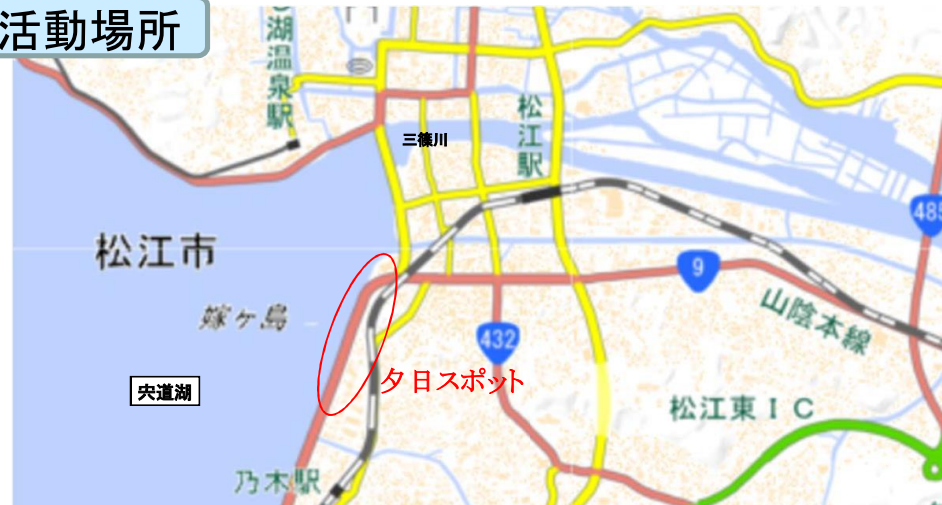 活動場所
湖温泉駅
三篠川
松江駅
485
松江市
9
山陰本線
嫁ヶ島
432
夕日スポット
宍道湖
松江東IC
乃木駅